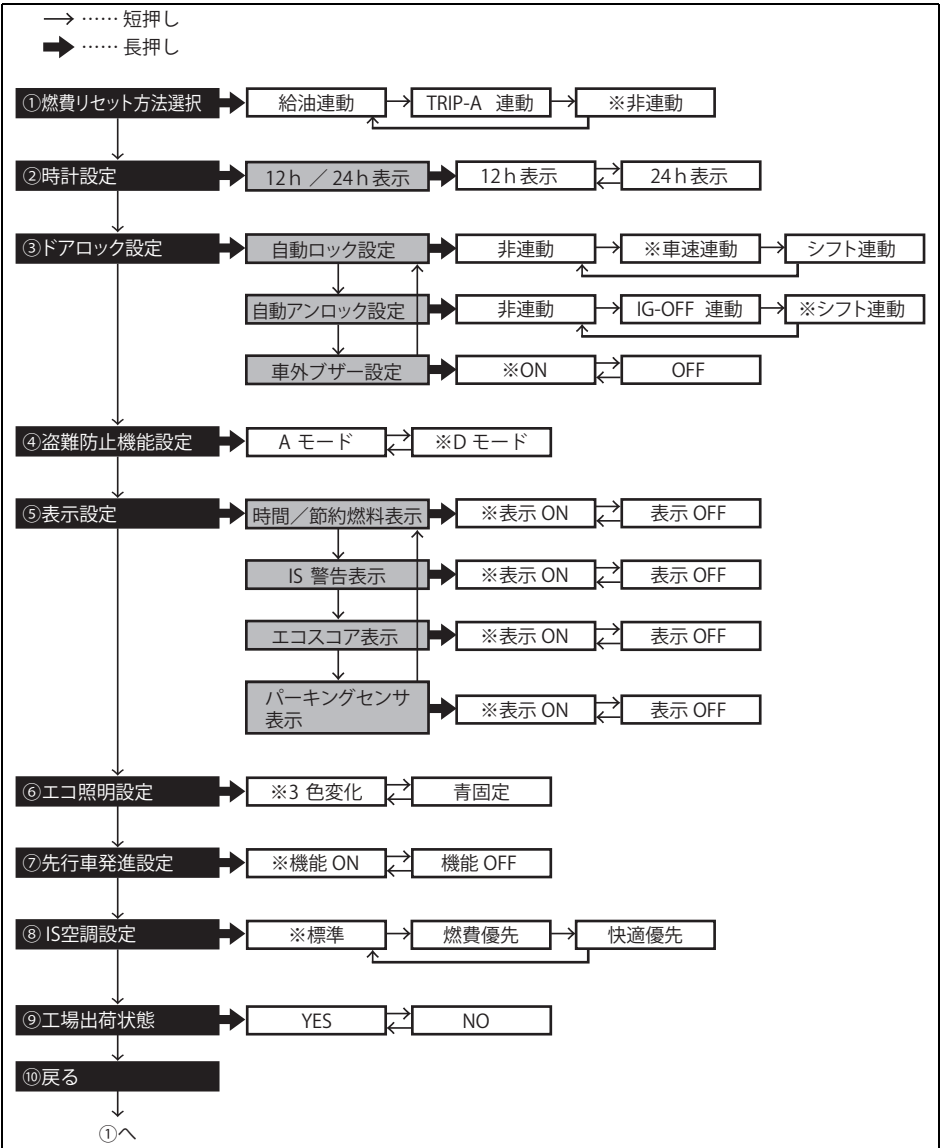 → …… 短押し
➡ …… 長押し
①燃費リセット方法選択 給油連動 TRIP-A 連動 ※非連動
②時計設定 12h ／ 24h 表示 12h 表示 24h 表示
③ドアロック設定 自動ロック設定 非連動 ※車速連動 シフト連動
自動アンロック設定 非連動 IG-OFF 連動 ※シフト連動
車外ブザー設定 ※ON OFF
④盗難防止機能設定 A モード ※D モード
⑤表示設定 時間／節約燃料表示 ※表示 ON 表示 OFF
IS 警告表示 ※表示 ON 表示 OFF
エコスコア表示 ※表示 ON 表示 OFF
パーキングセンサ
表示 ※表示 ON 表示 OFF
⑥エコ照明設定 ※3 色変化 青固定
⑦先行車発進設定 ※機能 ON 機能 OFF
⑧ IS空調設定 ※標準 燃費優先 快適優先
⑨工場出荷状態 YES NO
⑩戻る
①へ